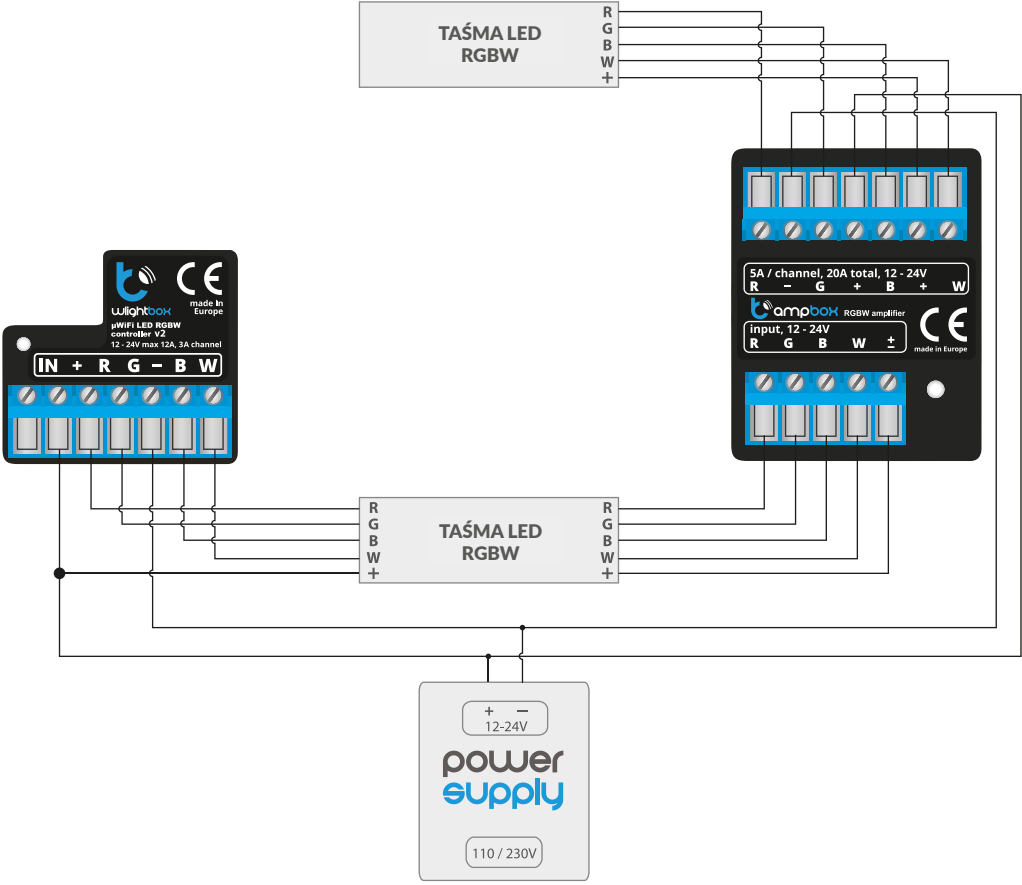 TAŚMA LED
RGBW
R
G
B
W
+
5A / channel, 20A total, 12 - 24V
R – G + B + W
ampbox RGBW amplifier
CE
made in Europe
input, 12 - 24V
R G B W ±
CE
made in
Europe
wlightbox
µWiFi LED RGBW
controller v2
12 - 24V max 12A, 3A channel
IN + R G – B W
R
G
B
W
+
TAŚMA LED
RGBW
R
G
B
W
+
+ –
12-24V
power
supply
110 / 230V